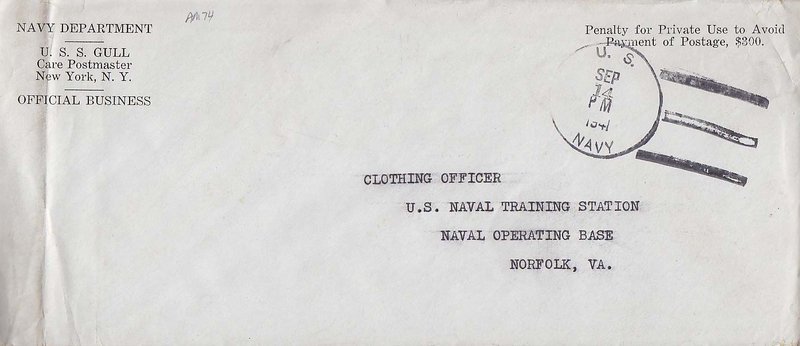 AM74
NAVY DEPARTMENT
U. S. S. GULL
Care Postmaster
New York, N. Y.
OFFICIAL BUSINESS
Penalty for Private Use to Avoid
Payment of Postage, $300.
U. S.
SEP
14
PM
1941
NAVY
CLOTHING OFFICER
U.S. NAVAL TRAINING STATION
NAVAL OPERATING BASE
NORFOLK, VA.